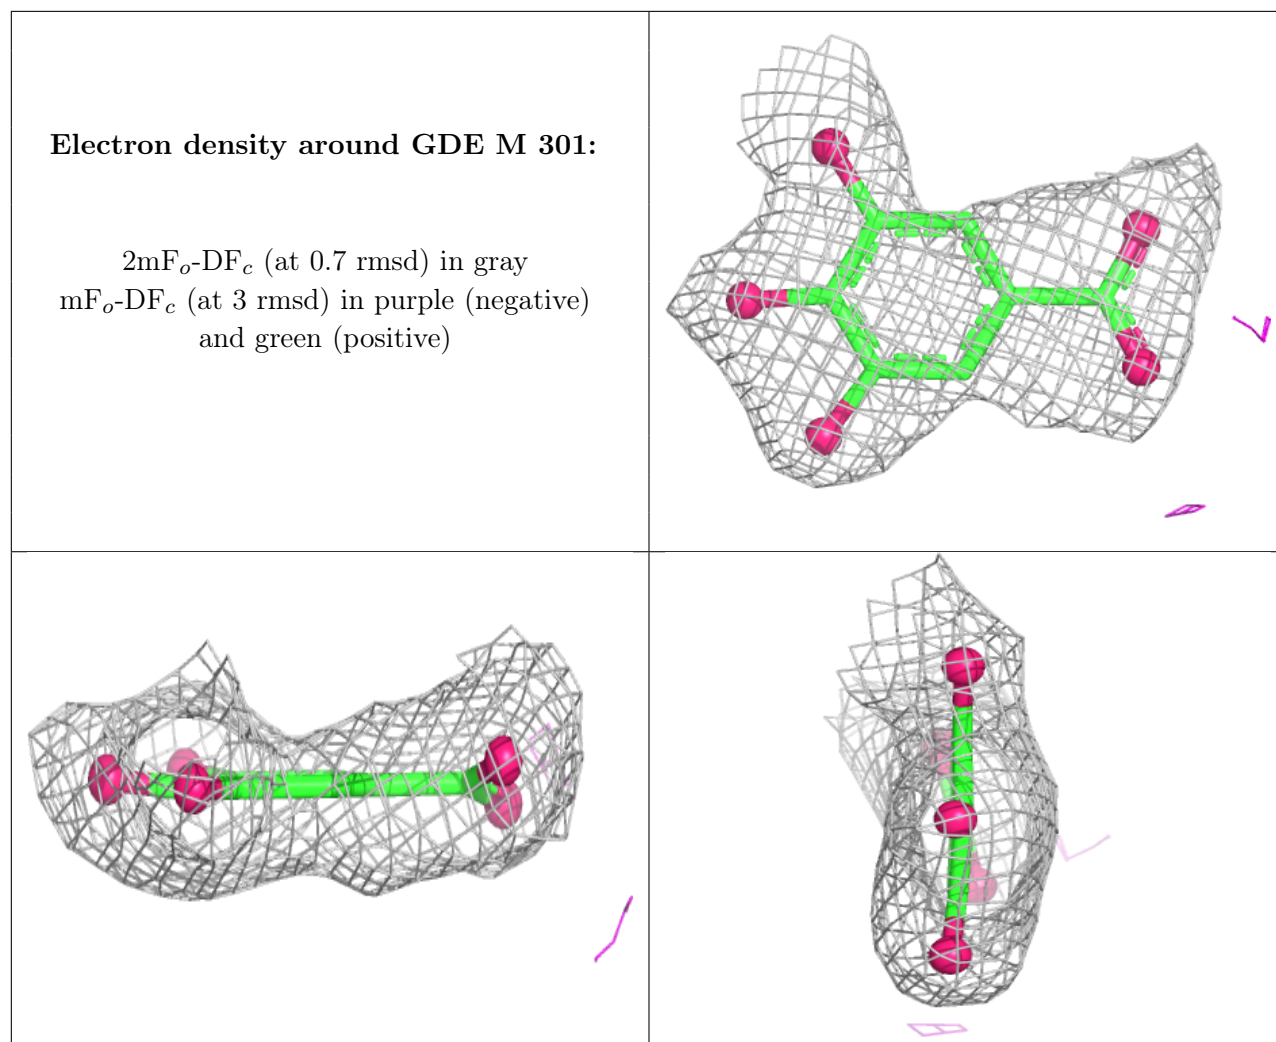 Electron density around GDE M 301:
2mFₒ-DF𝒸 (at 0.7 rmsd) in gray
mFₒ-DF𝒸 (at 3 rmsd) in purple (negative)
and green (positive)